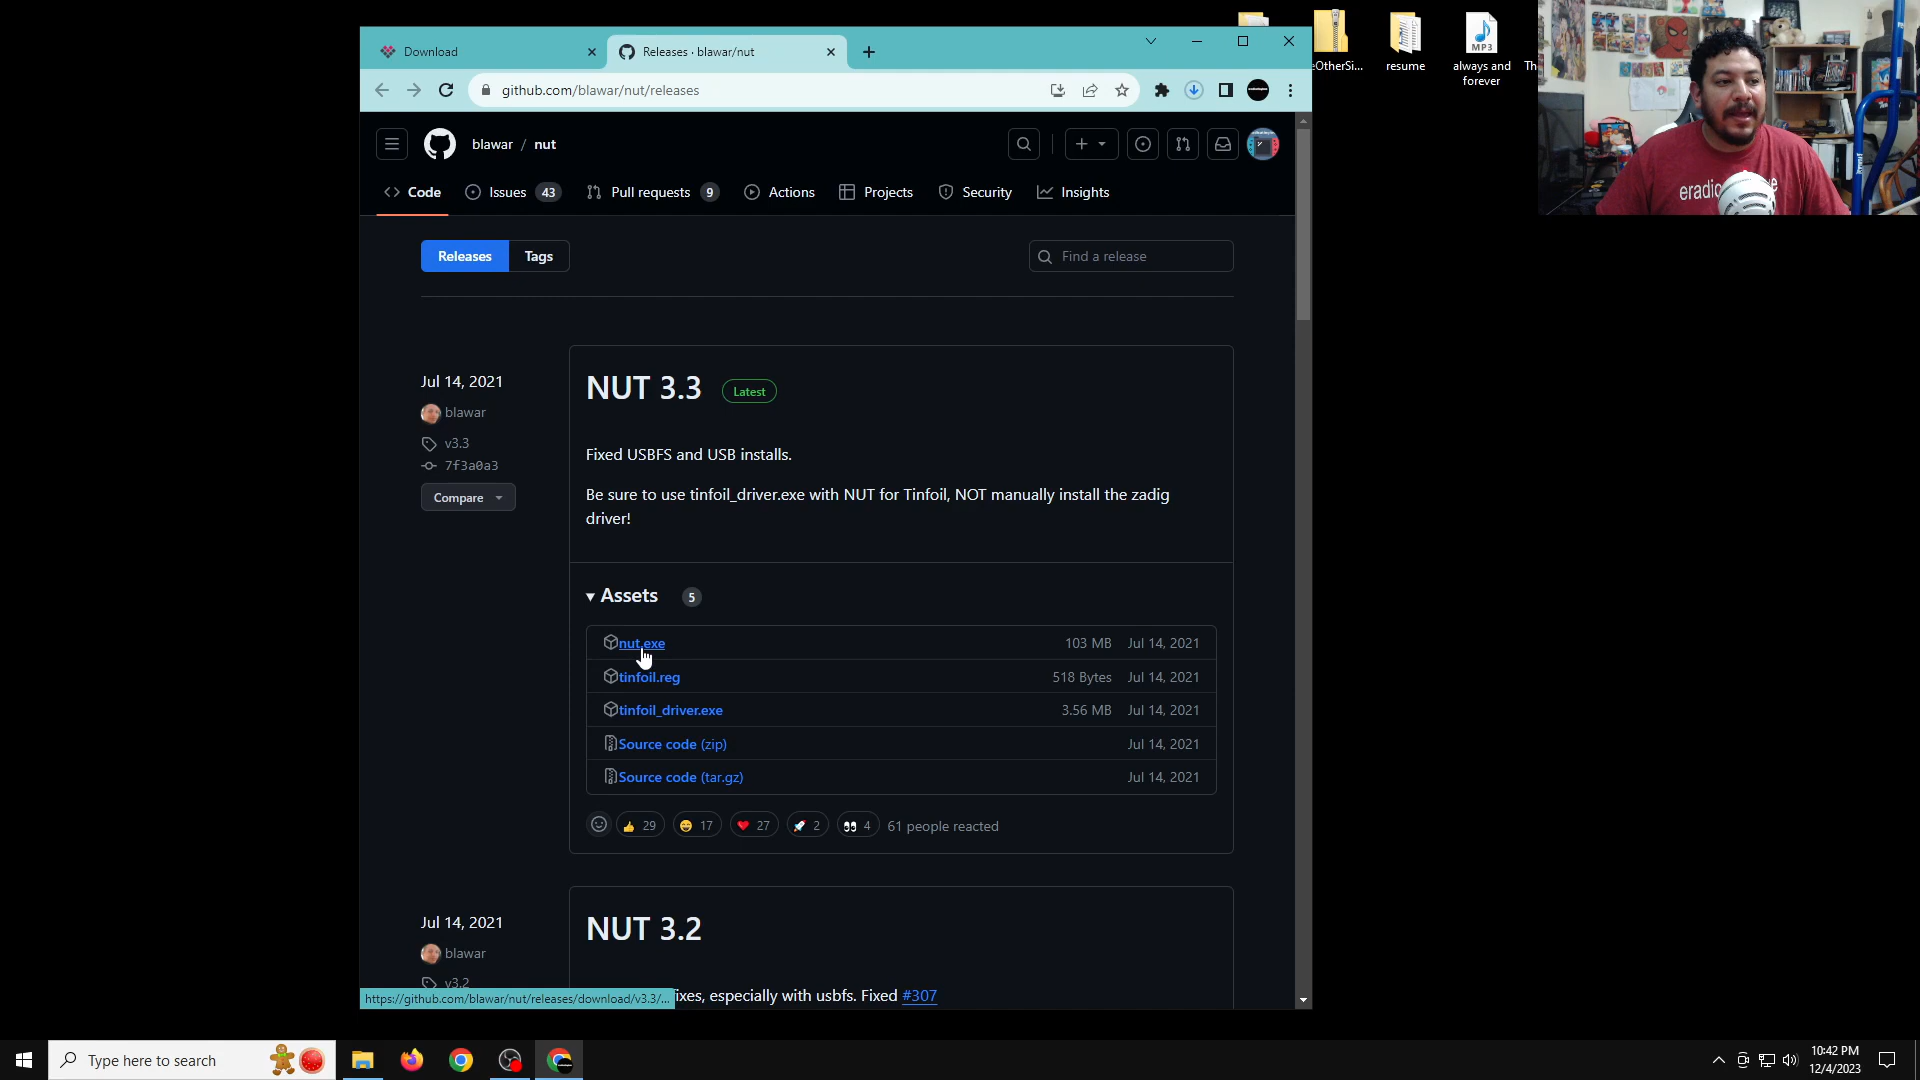 Download
Releases · blawar/nut
github.com/blawar/nut/releases
eOtherSi...
resume
always and
forever
Th
MP3
blawar / nut
Code
Issues 43
Pull requests 9
Actions
Projects
Security
Insights
Releases
Tags
Find a release
Jul 14, 2021
blawar
v3.3
7f3a0a3
Compare
NUT 3.3 Latest
Fixed USBFS and USB installs.
Be sure to use tinfoil_driver.exe with NUT for Tinfoil, NOT manually install the zadig
driver!
Assets 5
nut.exe 103 MB Jul 14, 2021
tinfoil.reg 518 Bytes Jul 14, 2021
tinfoil_driver.exe 3.56 MB Jul 14, 2021
Source code (zip) Jul 14, 2021
Source code (tar.gz) Jul 14, 2021
29 17 27 2 4 61 people reacted
Jul 14, 2021
blawar
v3.2
NUT 3.2
ixes, especially with usbfs. Fixed #307
https://github.com/blawar/nut/releases/download/v3.3/...
Type here to search
10:42 PM
12/4/2023